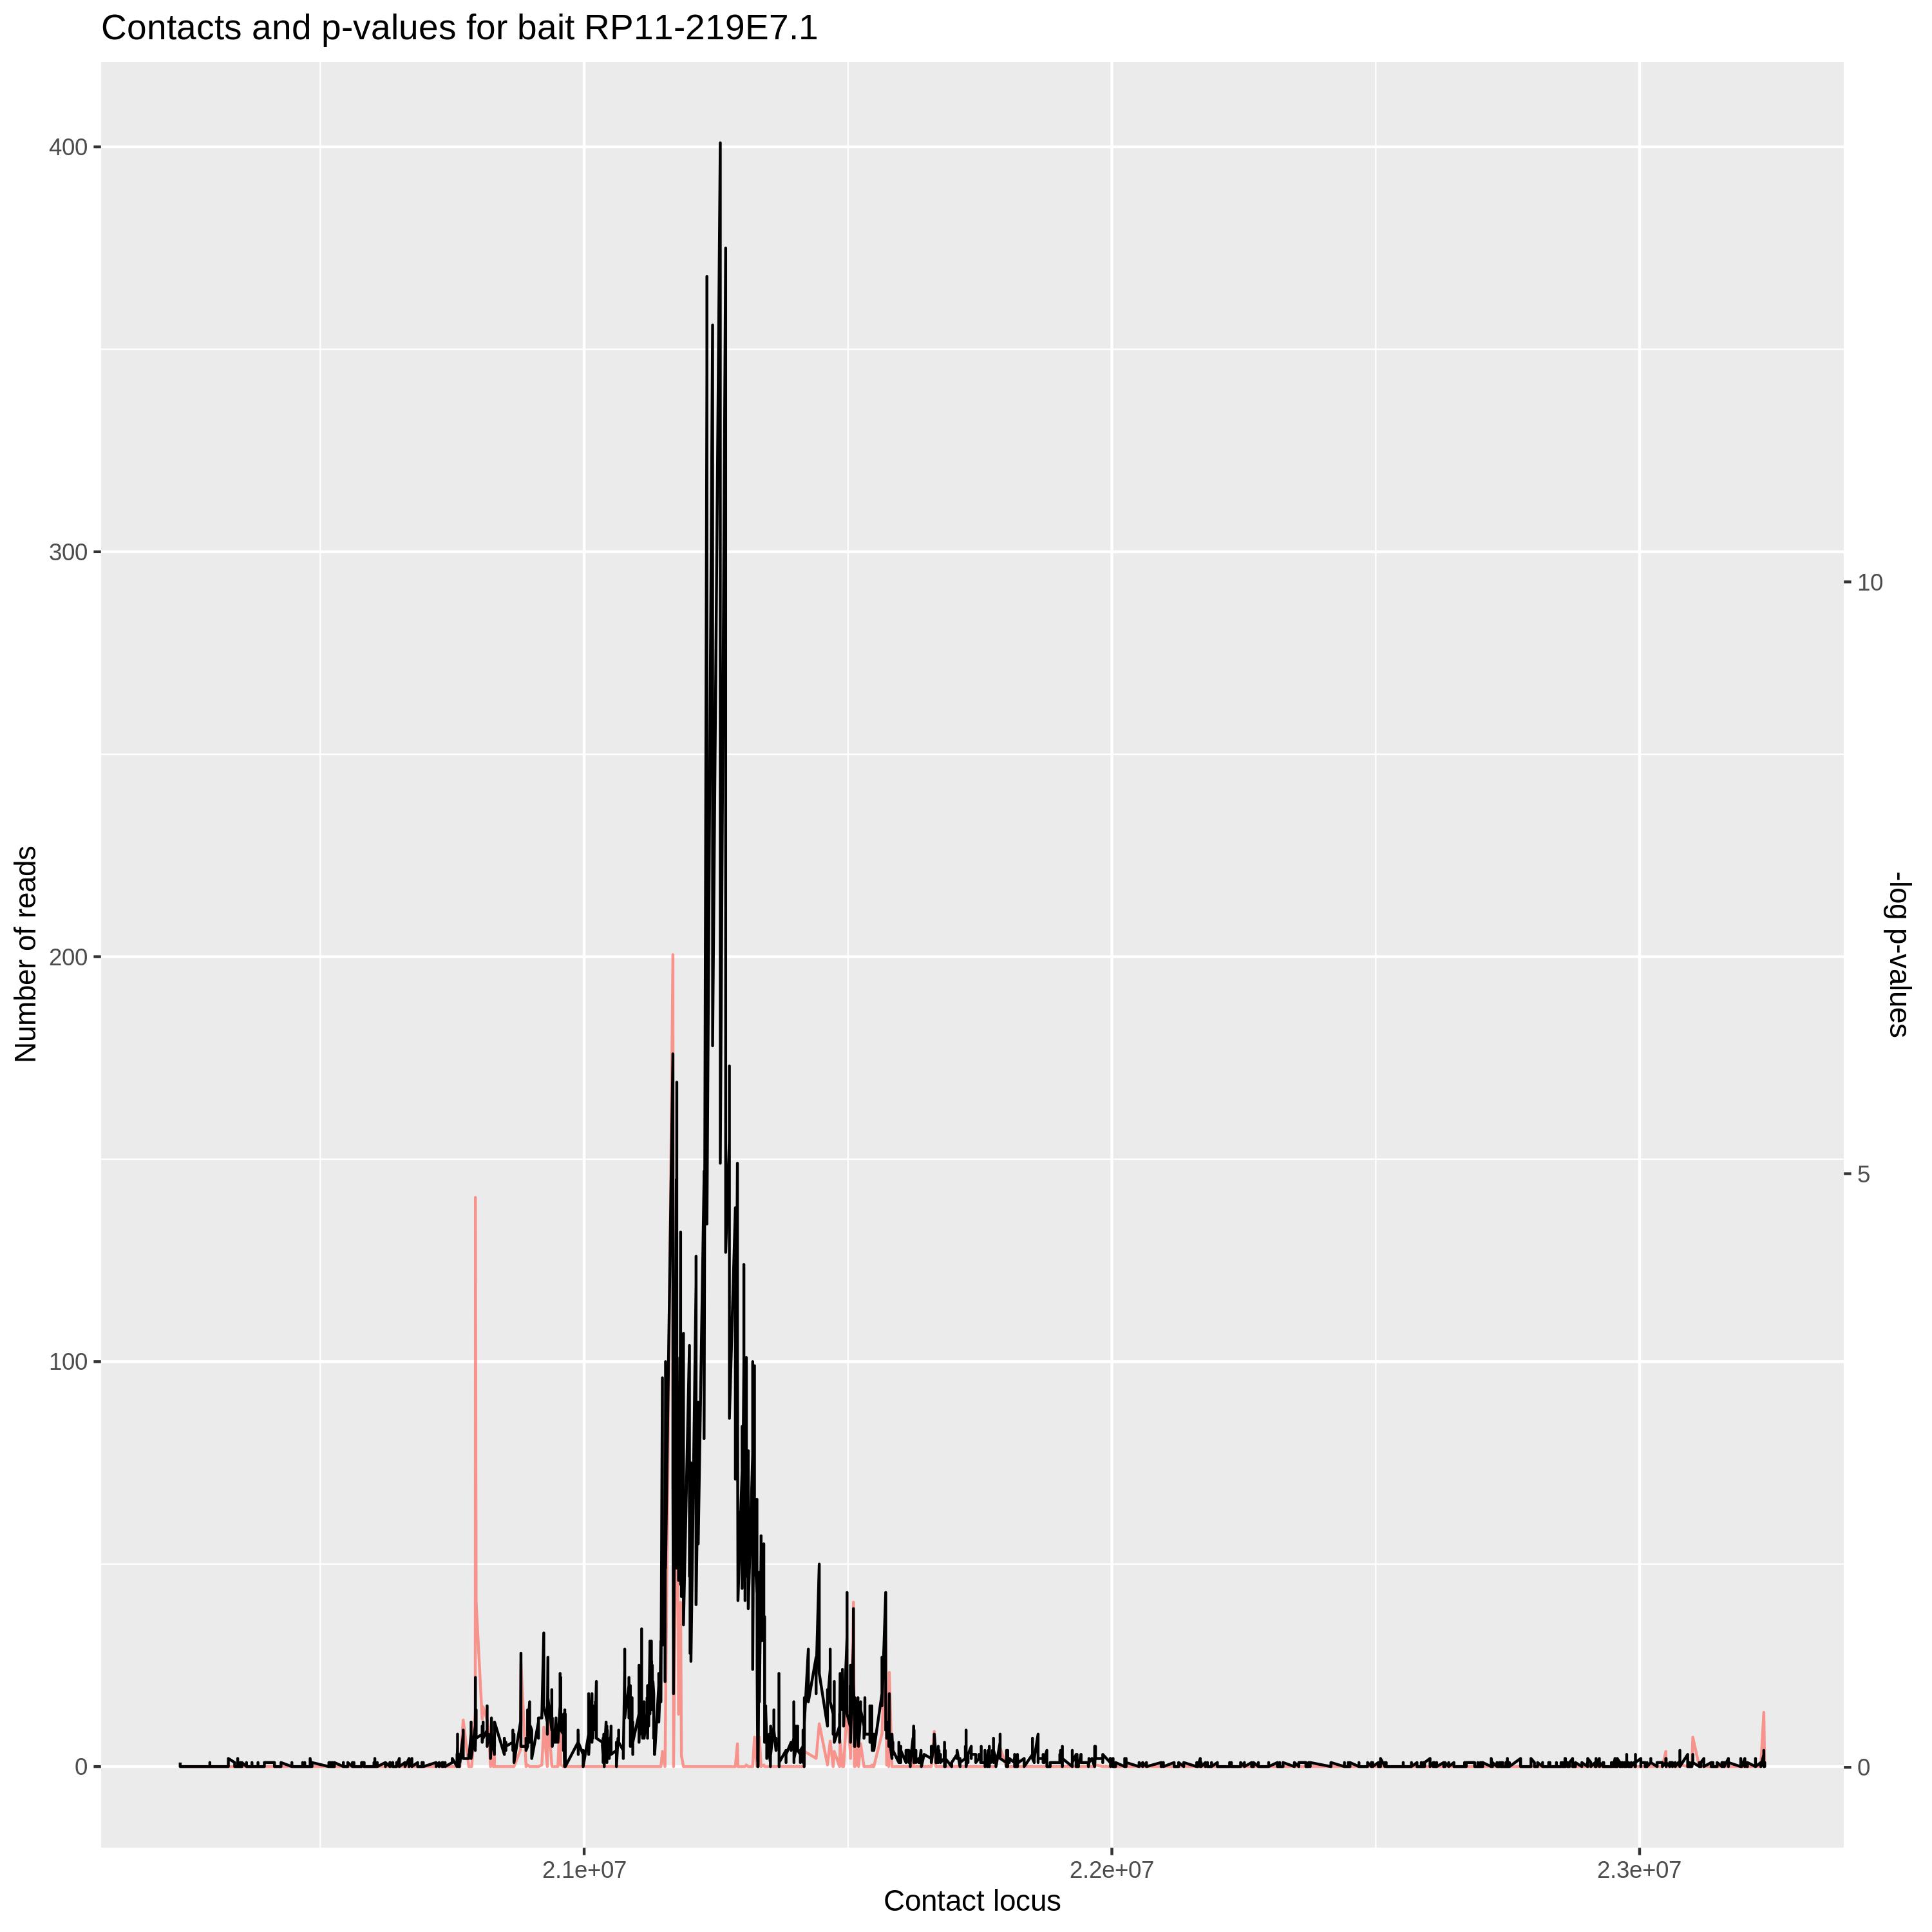 Contacts and p-values for bait RP11-219E7.1
400
300
200
100
0
Number of reads
10
5
0
-log p-values
2.1e+07
2.2e+07
2.3e+07
Contact locus